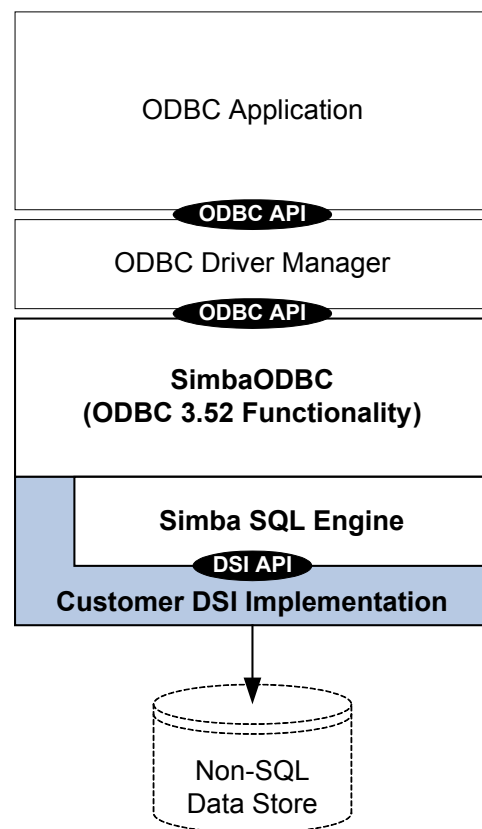 ODBC Application
ODBC API
ODBC Driver Manager
ODBC API
SimbaODBC
(ODBC 3.52 Functionality)
Simba SQL Engine
DSI API
Customer DSI Implementation
Non-SQL
Data Store